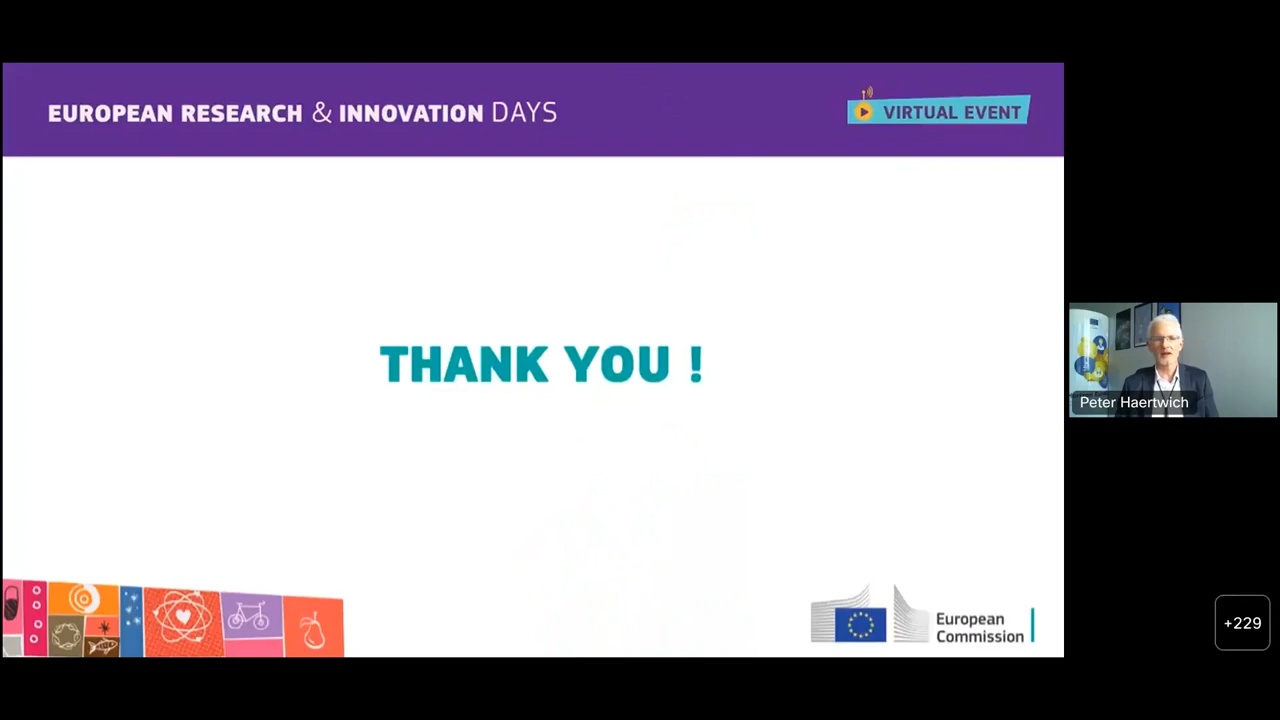 EUROPEAN RESEARCH & INNOVATION DAYS
VIRTUAL EVENT
THANK YOU !
Peter Haertwich
European
Commission
+229